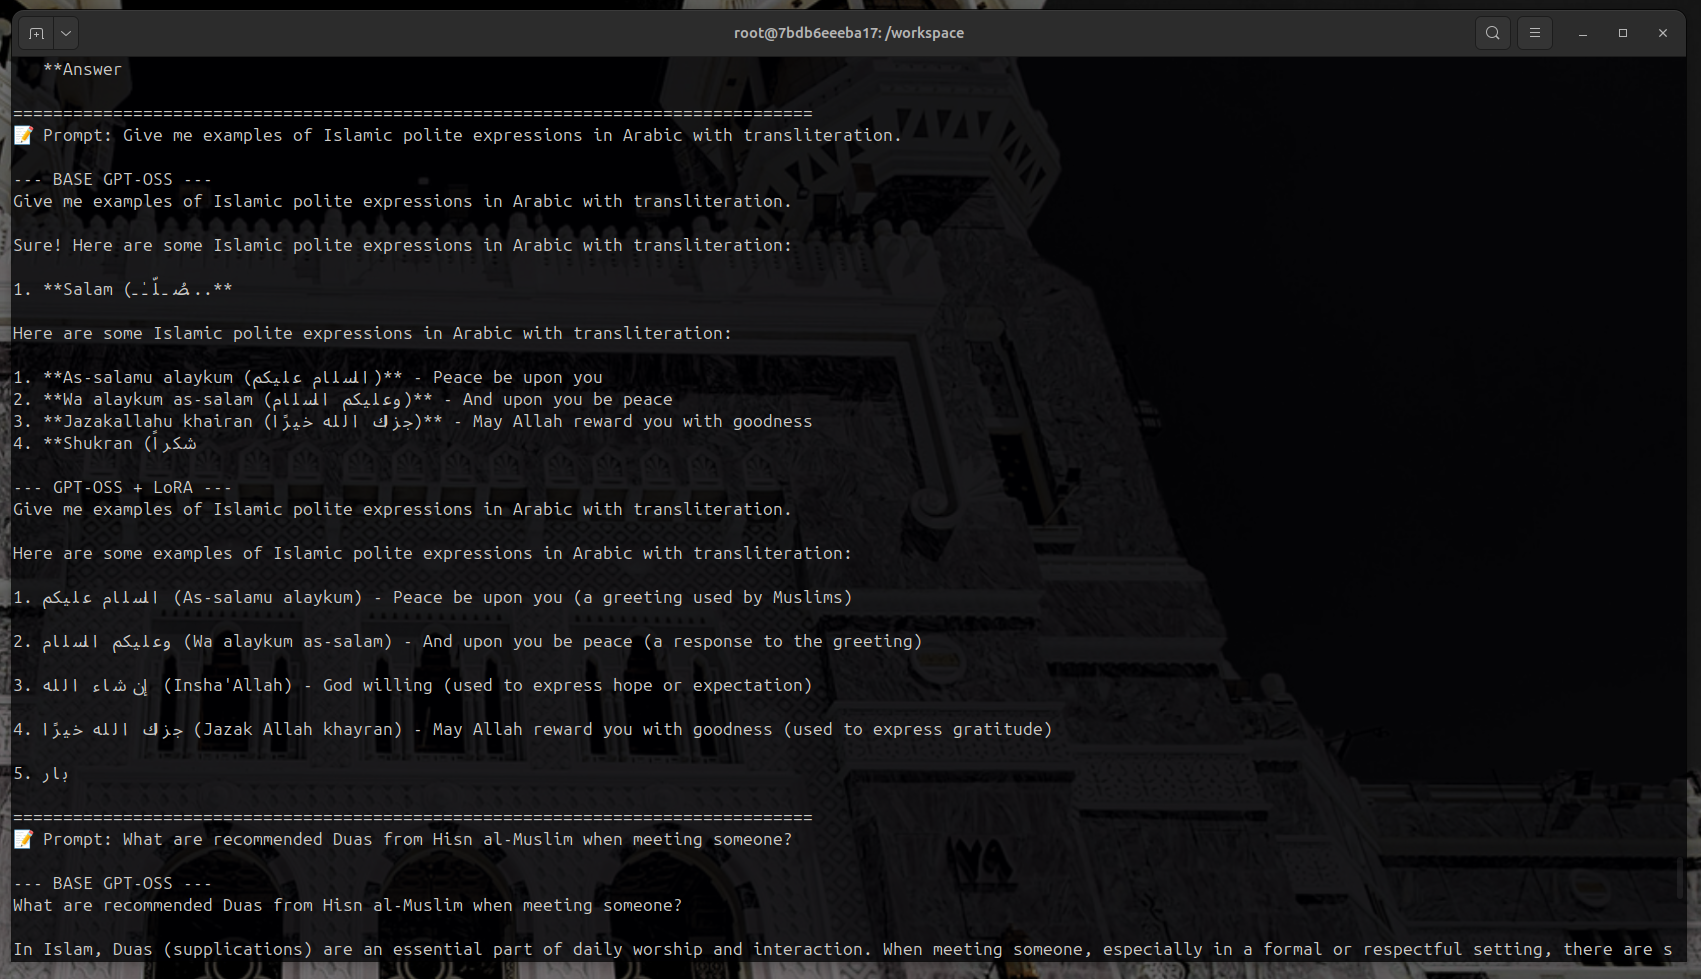 root@7bdb6eeeba17: /workspace
**Answer
================================================================================
📝 Prompt: Give me examples of Islamic polite expressions in Arabic with transliteration.
--- BASE GPT-OSS ---
Give me examples of Islamic polite expressions in Arabic with transliteration.
Sure! Here are some Islamic polite expressions in Arabic with transliteration:
1. **Salam (
Here are some Islamic polite expressions in Arabic with transliteration:
1. **As-salamu alaykum (السلام عليكم)** - Peace be upon you
2. **Wa alaykum as-salam (وعليكم السلام)** - And upon you be peace
3. **Jazakallahu khairan (جزك الله خيرًا)** - May Allah reward you with goodness
4. **Shukran (شكراً
--- GPT-OSS + LoRA ---
Give me examples of Islamic polite expressions in Arabic with transliteration.
Here are some examples of Islamic polite expressions in Arabic with transliteration:
1. السلام عليكم (As-salamu alaykum) - Peace be upon you (a greeting used by Muslims)
2. وعليكم السلام (Wa alaykum as-salam) - And upon you be peace (a response to the greeting)
3. إن شاء الله (Insha'Allah) - God willing (used to express hope or expectation)
4. جزك الله خيرًا (Jazak Allah khayran) - May Allah reward you with goodness (used to express gratitude)
5. بار
================================================================================
📝 Prompt: What are recommended Duas from Hisn al-Muslim when meeting someone?
--- BASE GPT-OSS ---
What are recommended Duas from Hisn al-Muslim when meeting someone?
In Islam, Duas (supplications) are an essential part of daily worship and interaction. When meeting someone, especially in a formal or respectful setting, there are s